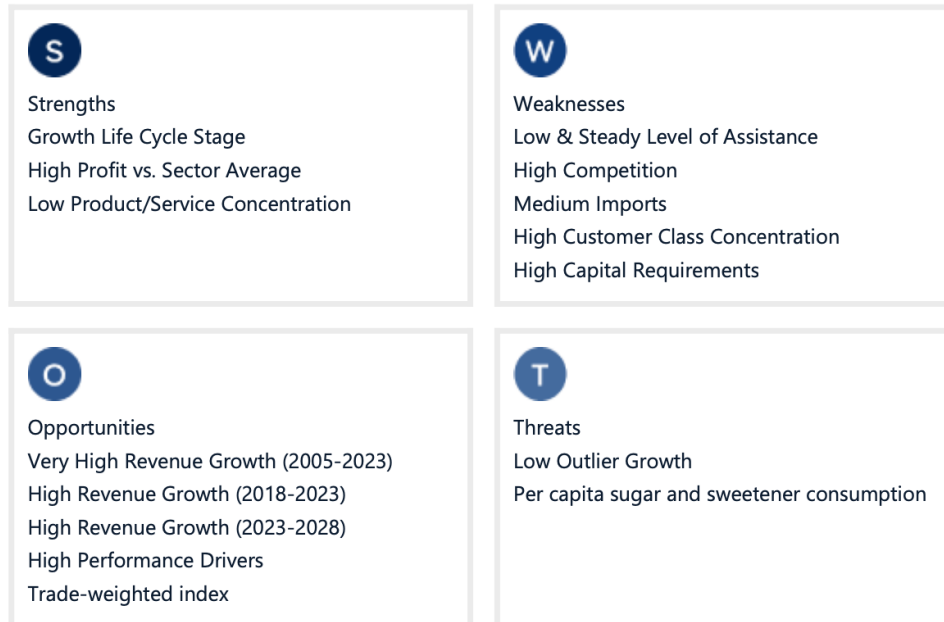 S
Strengths
Growth Life Cycle Stage
High Profit vs. Sector Average
Low Product/Service Concentration
W
Weaknesses
Low & Steady Level of Assistance
High Competition
Medium Imports
High Customer Class Concentration
High Capital Requirements
O
Opportunities
Very High Revenue Growth (2005-2023)
High Revenue Growth (2018-2023)
High Revenue Growth (2023-2028)
High Performance Drivers
Trade-weighted index
T
Threats
Low Outlier Growth
Per capita sugar and sweetener consumption